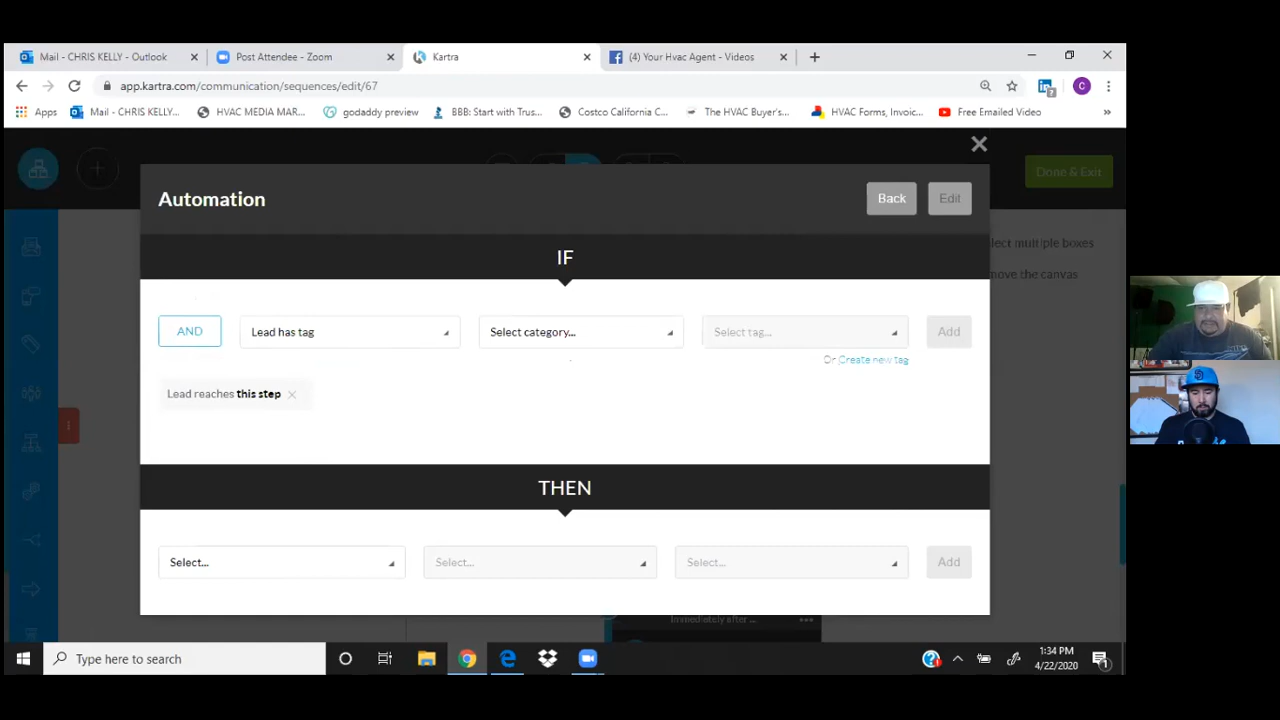 Mail - CHRIS KELLY - Outlook
Post Attendee - Zoom
Kartra
(4) Your Hvac Agent - Videos
app.kartra.com/communication/sequences/edit/67
Apps
Mail - CHRIS KELLY...
HVAC MEDIA MAR...
godaddy preview
BBB: Start with Trus...
Costco California C...
The HVAC Buyer's...
HVAC Forms, Invoic...
Free Emailed Video
»
Done & Exit
Automation
Back
Edit
lect multiple boxes
move the canvas
IF
AND
Lead has tag
Select category...
Select tag...
Add
Or Create new tag
Lead reaches this step
THEN
Select...
Select...
Select...
Add
Immediately after ...
Type here to search
1:34 PM
4/22/2020